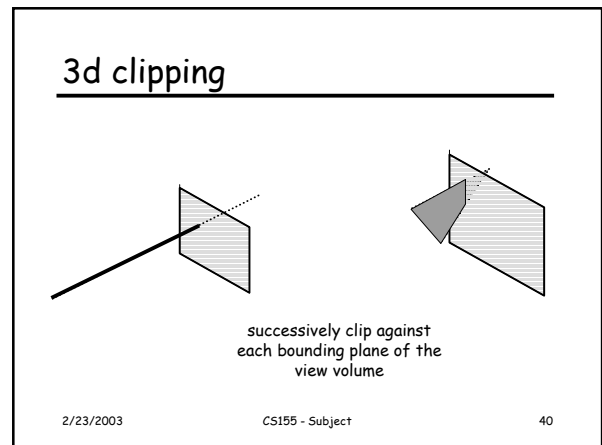 3d clipping
successively clip against
each bounding plane of the
view volume
2/23/2003 CS155 - Subject 40